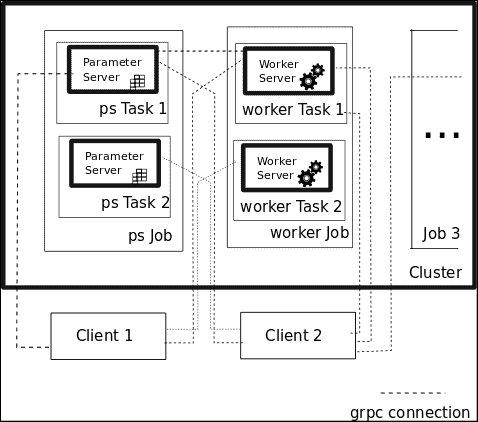 Parameter
Server
ps Task 1
Parameter
Server
ps Task 2
ps Job
Worker
Server
worker Task 1
Worker
Server
worker Task 2
worker Job
...
Job 3
Cluster
Client 1
Client 2
grpc connection